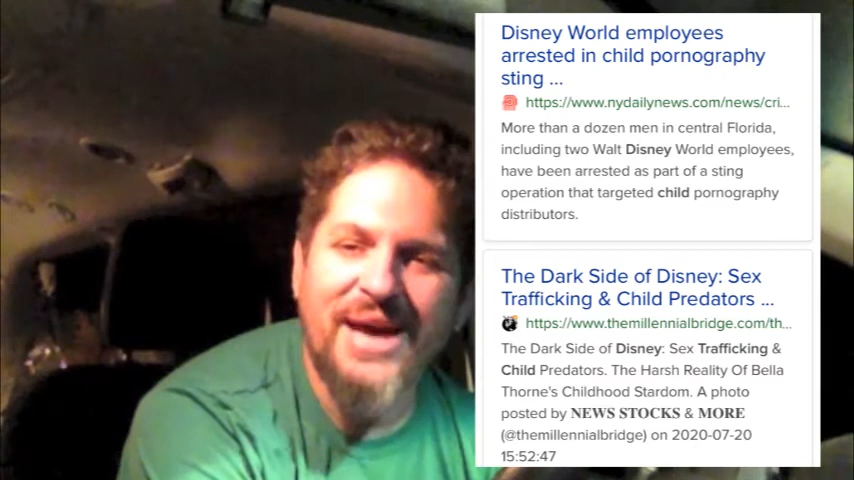 Disney World employees
arrested in child pornography
sting ...
https://www.nydailynews.com/news/cri...
More than a dozen men in central Florida,
including two Walt Disney World employees,
have been arrested as part of a sting
operation that targeted child pornography
distributors.
The Dark Side of Disney: Sex
Trafficking & Child Predators ...
https://www.themillennialbridge.com/th...
The Dark Side of Disney: Sex Trafficking &
Child Predators. The Harsh Reality Of Bella
Thorne's Childhood Stardom. A photo
posted by NEWS STOCKS & MORE
(@themillennialbridge) on 2020-07-20
15:52:47